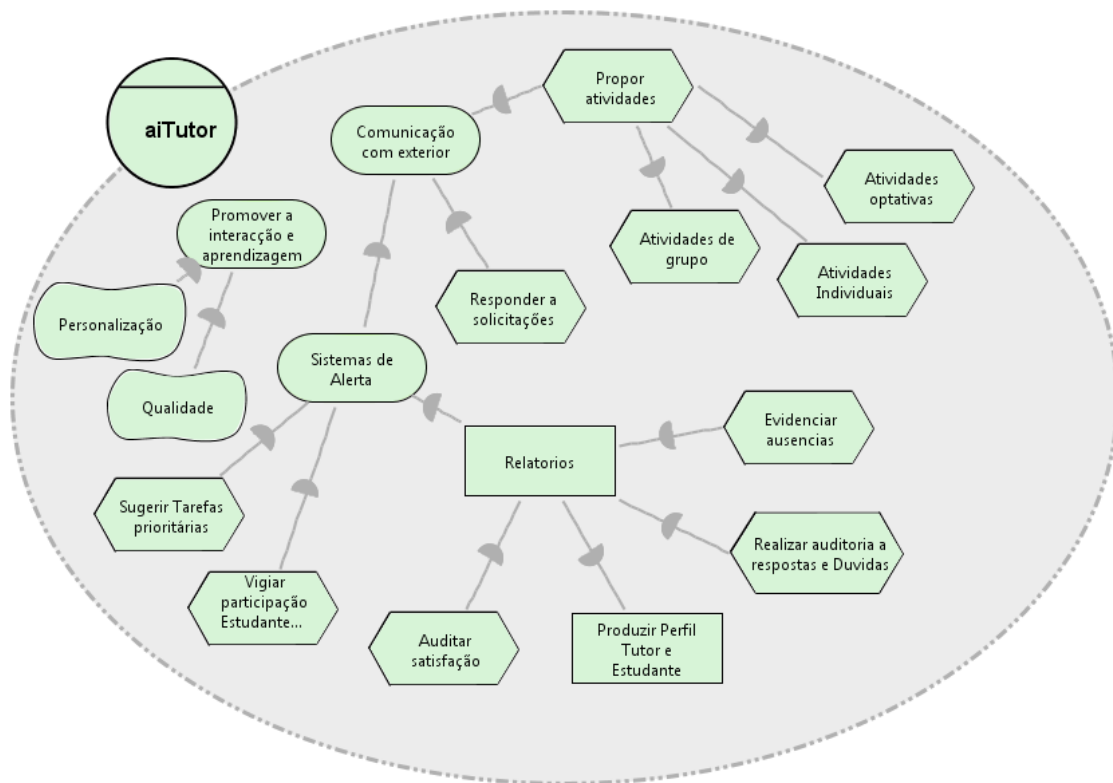 Propor
atividades
aiTutor
Comunicação
com exterior
Atividades
optativas
Promover a
interacção e
aprendizagem
Atividades de
grupo
Atividades
Individuais
Responder a
solicitações
Personalização
Sistemas de
Alerta
Qualidade
Evidenciar
ausencias
Relatorios
Sugerir Tarefas
prioritárias
Realizar auditoria a
respostas e Duvidas
Vigiar
participação
Estudante...
Auditar
satisfação
Produzir Perfil
Tutor e
Estudante